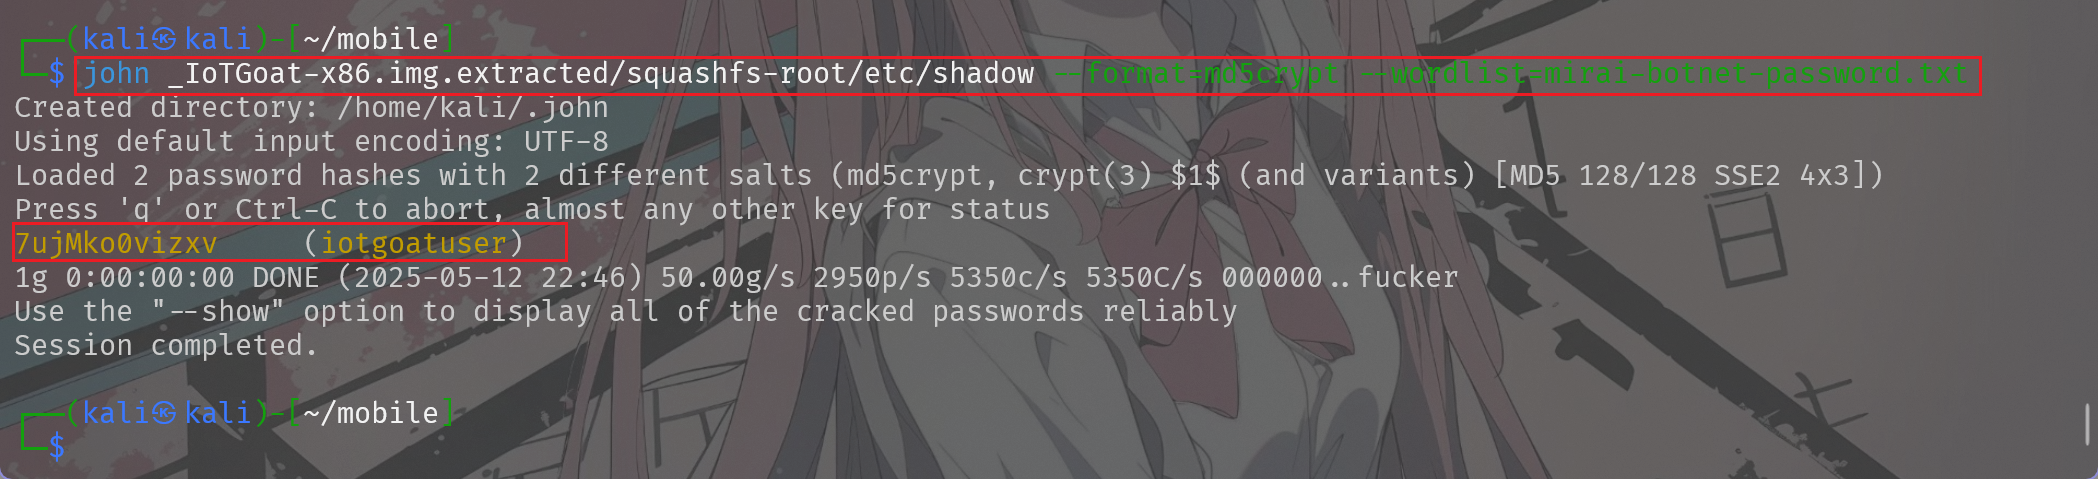 ┌──(kali㉿kali)-[~/mobile]
└─$ john _IoTGoat-x86.img.extracted/squashfs-root/etc/shadow --format=md5crypt --wordlist=mirai-botnet-password.txt
Created directory: /home/kali/.john
Using default input encoding: UTF-8
Loaded 2 password hashes with 2 different salts (md5crypt, crypt(3) $1$ (and variants) [MD5 128/128 SSE2 4x3])
Press 'q' or Ctrl-C to abort, almost any other key for status
7ujMko0vizxv     (iotgoatuser)
1g 0:00:00:00 DONE (2025-05-12 22:46) 50.00g/s 2950p/s 5350c/s 5350C/s 000000..fucker
Use the "--show" option to display all of the cracked passwords reliably
Session completed.
┌──(kali㉿kali)-[~/mobile]
└─$